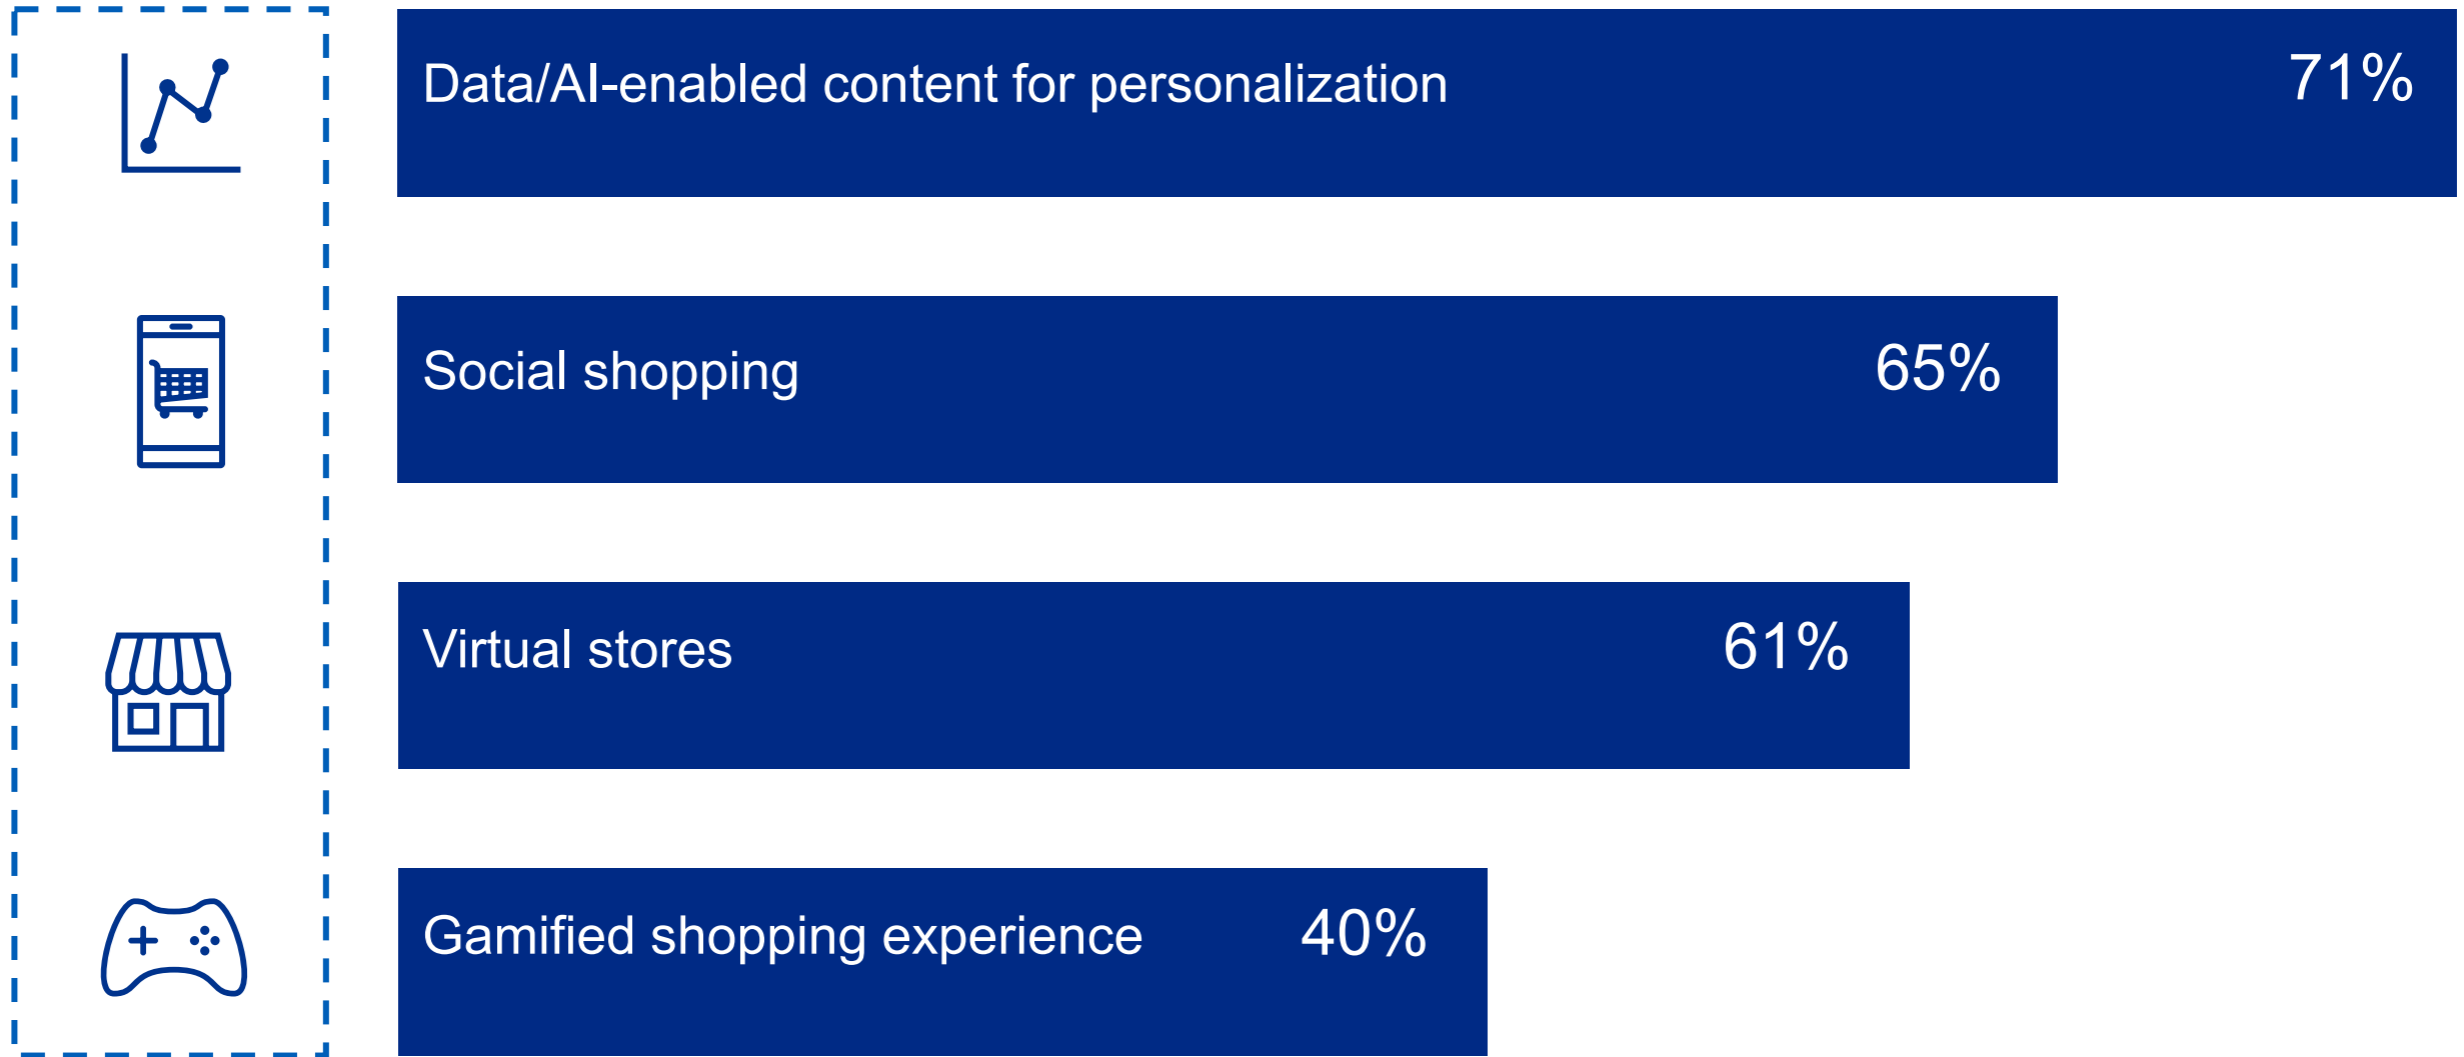 Data/AI-enabled content for personalization 71%
Social shopping 65%
Virtual stores 61%
Gamified shopping experience 40%